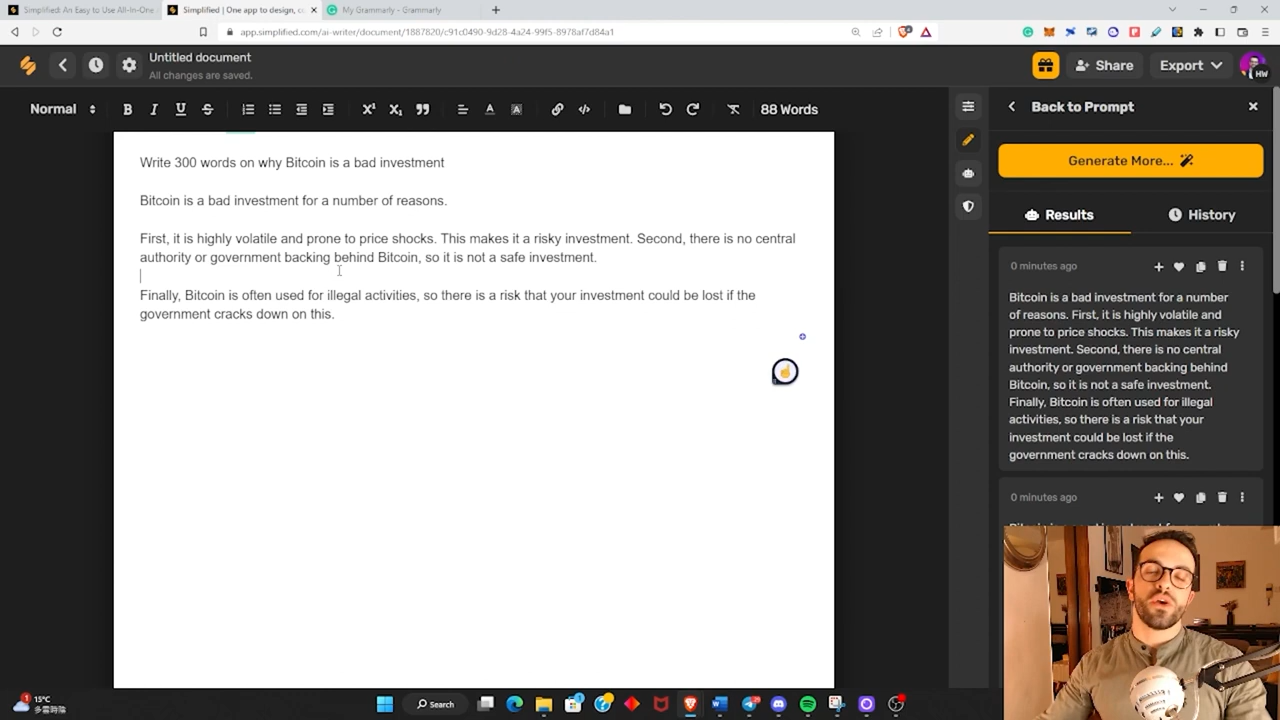 Simplified: An Easy to Use All-In-One
Simplified | One app to design, c
My Grammarly - Grammarly
app.simplified.com/ai-writer/document/1887820/c91c0490-9d28-4a24-99f5-8978af7d84a1
Untitled document
All changes are saved.
Share
Export
HW
Normal
88 Words
Back to Prompt
Generate More...
Results
History
Write 300 words on why Bitcoin is a bad investment
Bitcoin is a bad investment for a number of reasons.
First, it is highly volatile and prone to price shocks. This makes it a risky investment. Second, there is no central
authority or government backing behind Bitcoin, so it is not a safe investment.
Finally, Bitcoin is often used for illegal activities, so there is a risk that your investment could be lost if the
government cracks down on this.
0 minutes ago
Bitcoin is a bad investment for a number
of reasons. First, it is highly volatile and
prone to price shocks. This makes it a risky
investment. Second, there is no central
authority or government backing behind
Bitcoin, so it is not a safe investment.
Finally, Bitcoin is often used for illegal
activities, so there is a risk that your
investment could be lost if the
government cracks down on this.
0 minutes ago
15°C
Search